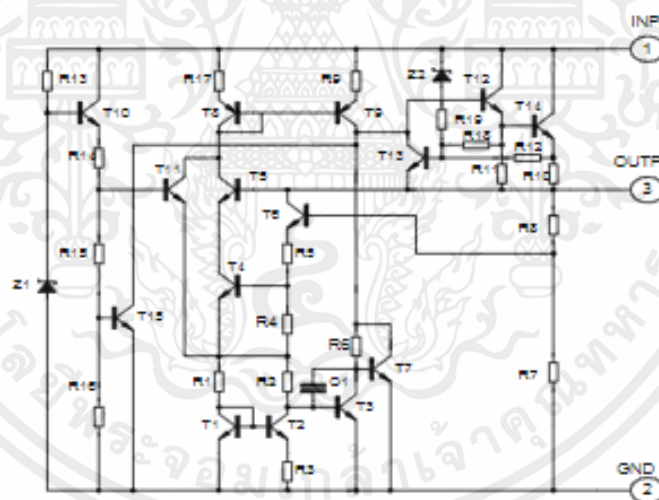 INP
1
R13
R17
R9
Z2
T12
T10
T8
T9
R19
T14
R18
R14
T11
T13
R12
R11
R10
OUTP
3
T5
T6
R8
R15
R5
Z1
T4
T15
R4
R6
R16
R1
R2
C1
T7
R7
T3
T1
T2
R3
GND
2